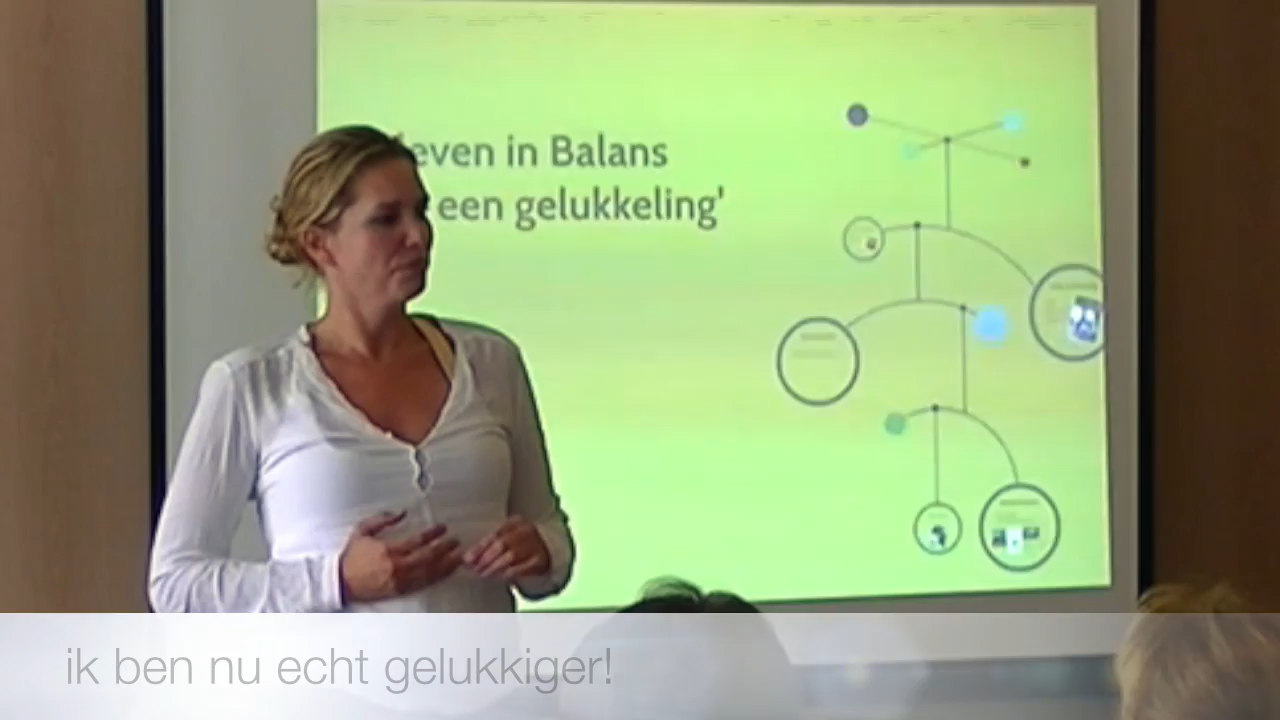 even in Balans
een gelukkeling'
ik ben nu echt gelukkiger!